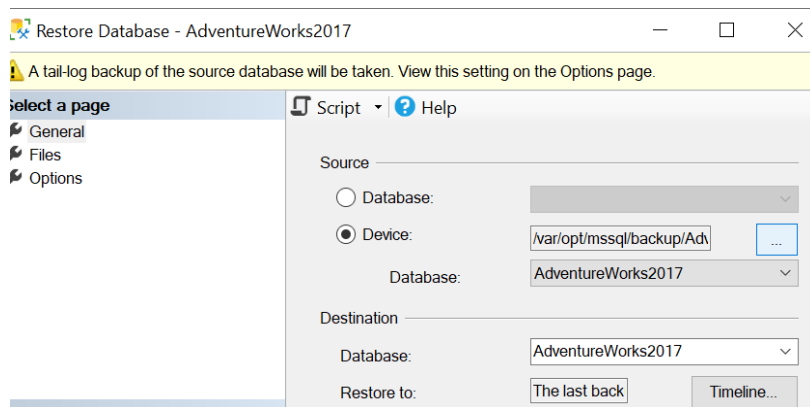 Restore Database - AdventureWorks2017
A tail-log backup of the source database will be taken. View this setting on the Options page.
Select a page
Script Help
General
Files
Options
Source
Database:
Device: /var/opt/mssql/backup/Adv ...
Database: AdventureWorks2017
Destination
Database: AdventureWorks2017
Restore to: The last back Timeline...